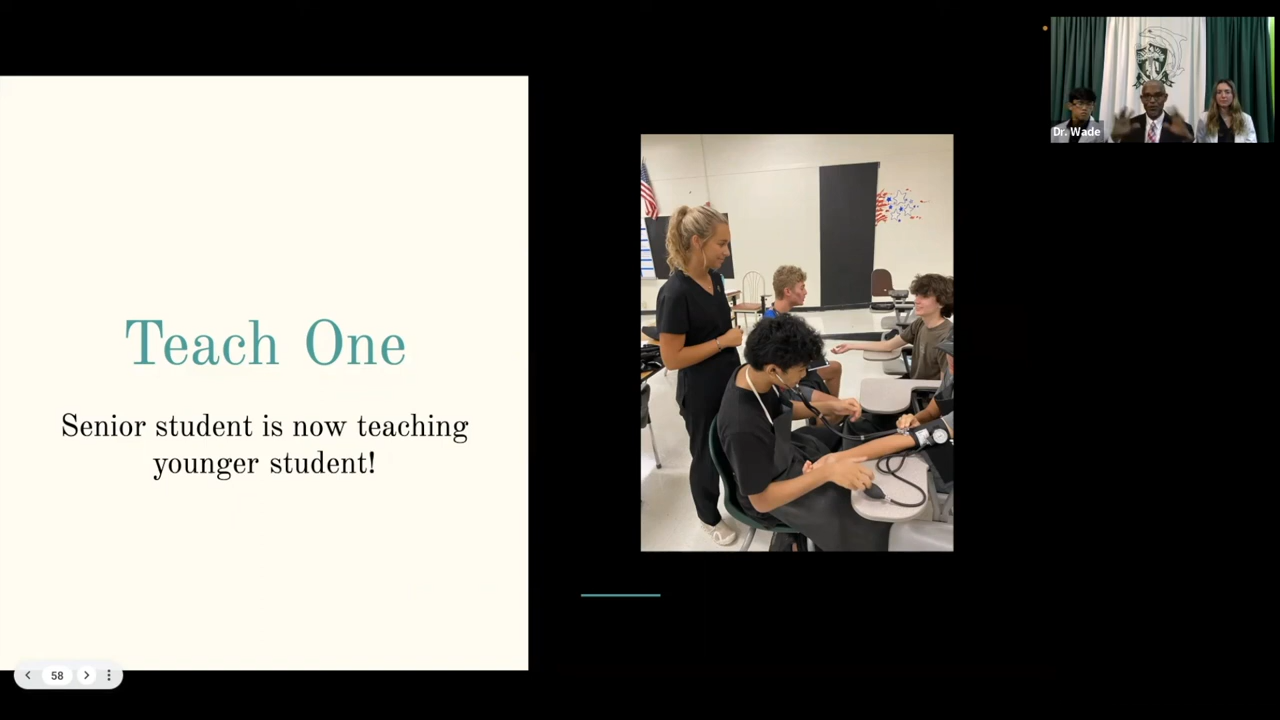 Teach One
Senior student is now teaching
younger student!
Dr. Wade
58